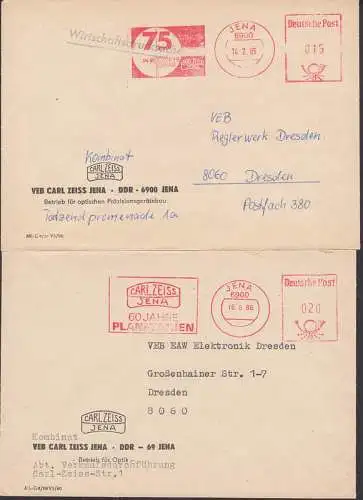 Wirtschaftsdrucksache
75
JENA
6900
14.2.85
Deutsche Post
015
VEB
Reglerwerk Dresden
8060 Dresden
Postfach 380
Kombinat
CARL ZEISS
JENA
VEB CARL ZEISS JENA · DDR · 6900 JENA
Betrieb für optischen Präzisionsgerätebau
Tatzendpromenade 1a
CARL ZEISS
JENA
60 JAHRE
PLANETARIEN
JENA
6900
Deutsche Post
020
VEB EAW Elektronik Dresden
Großenhainer Str. 1-7
Dresden
8060
CARL ZEISS
JENA
Kombinat
VEB CARL ZEISS JENA - DDR - 69 JENA
Betrieb für Optik
Abt. Verkaufsdurchführung
Carl-Zeiss-Str.1